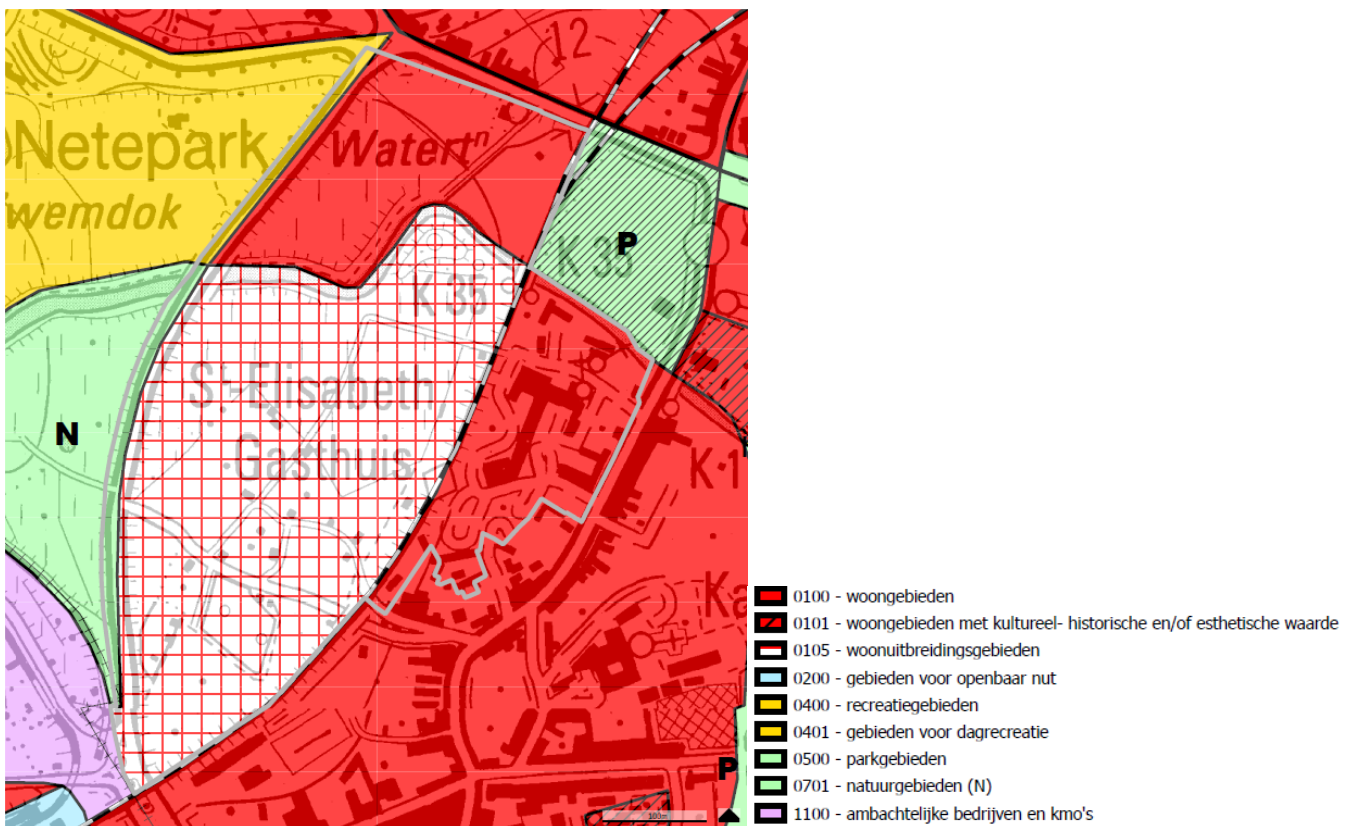 12
Netepark
Watertⁿ
wemdok
K 38
P
K 35
St-Elisabeth
Gasthuis
N
K 1
Ka
P
100m
0100 - woongebieden
0101 - woongebieden met kultureel- historische en/of esthetische waarde
0105 - woonuitbreidingsgebieden
0200 - gebieden voor openbaar nut
0400 - recreatiegebieden
0401 - gebieden voor dagrecreatie
0500 - parkgebieden
0701 - natuurgebieden (N)
1100 - ambachtelijke bedrijven en kmo's